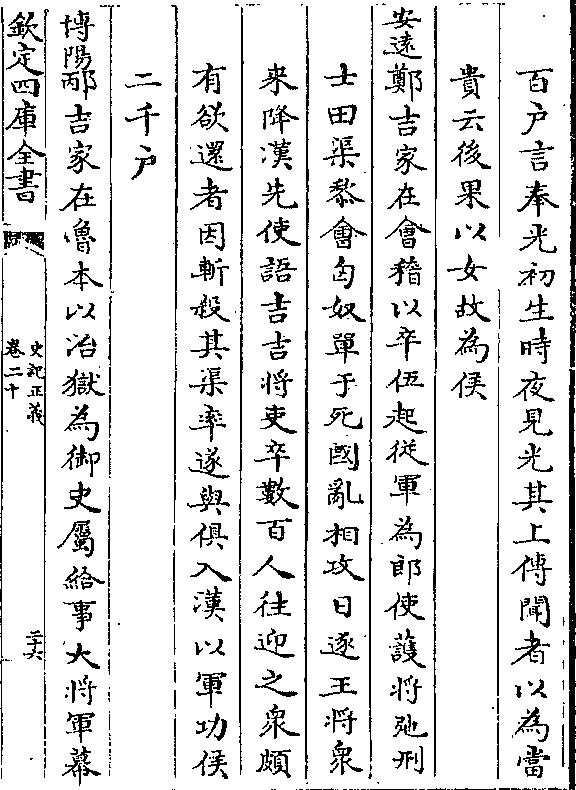 百戶言奉光初生時夜見光其上傳聞者以為當
貴云後果以女故為侯
安遠鄭吉家在會稽以卒伍起從軍為郎使䕶將弛刑
士田渠黎會匈奴單于死國亂相攻日逐王將衆
來降漢先使語吉吉將吏卒數百人往迎之衆頗
有欲還者因斬殺其渠率遂與俱入漢以軍功侯
二千戶
博陽邴吉家在魯本以治獄為御史屬給事大將軍幕
欽定四庫全書
史記正義
卷二十
二十六